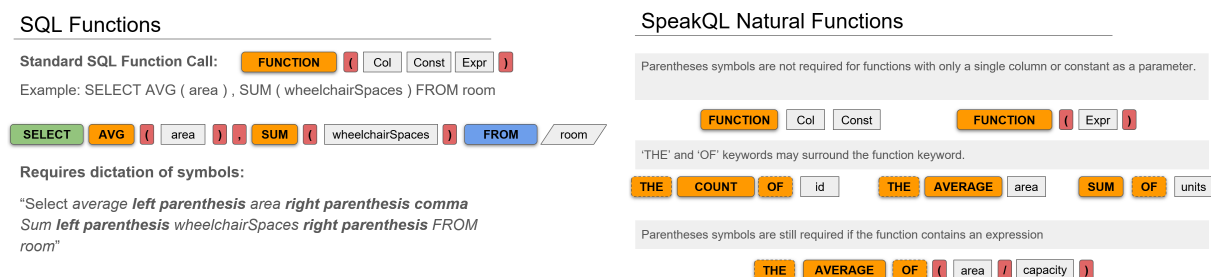 SQL Functions
Standard SQL Function Call: FUNCTION ( Col Const Expr )
Example: SELECT AVG ( area ) , SUM ( wheelchairSpaces ) FROM room
SELECT AVG ( area ) , SUM ( wheelchairSpaces ) FROM room
Requires dictation of symbols:
“Select average left parenthesis area right parenthesis comma
Sum left parenthesis wheelchairSpaces right parenthesis FROM
room”
SpeakQL Natural Functions
Parentheses symbols are not required for functions with only a single column or constant as a parameter.
FUNCTION Col Const FUNCTION ( Expr )
‘THE’ and ‘OF’ keywords may surround the function keyword.
THE COUNT OF id THE AVERAGE area SUM OF units
Parentheses symbols are still required if the function contains an expression
THE AVERAGE OF ( area / capacity )